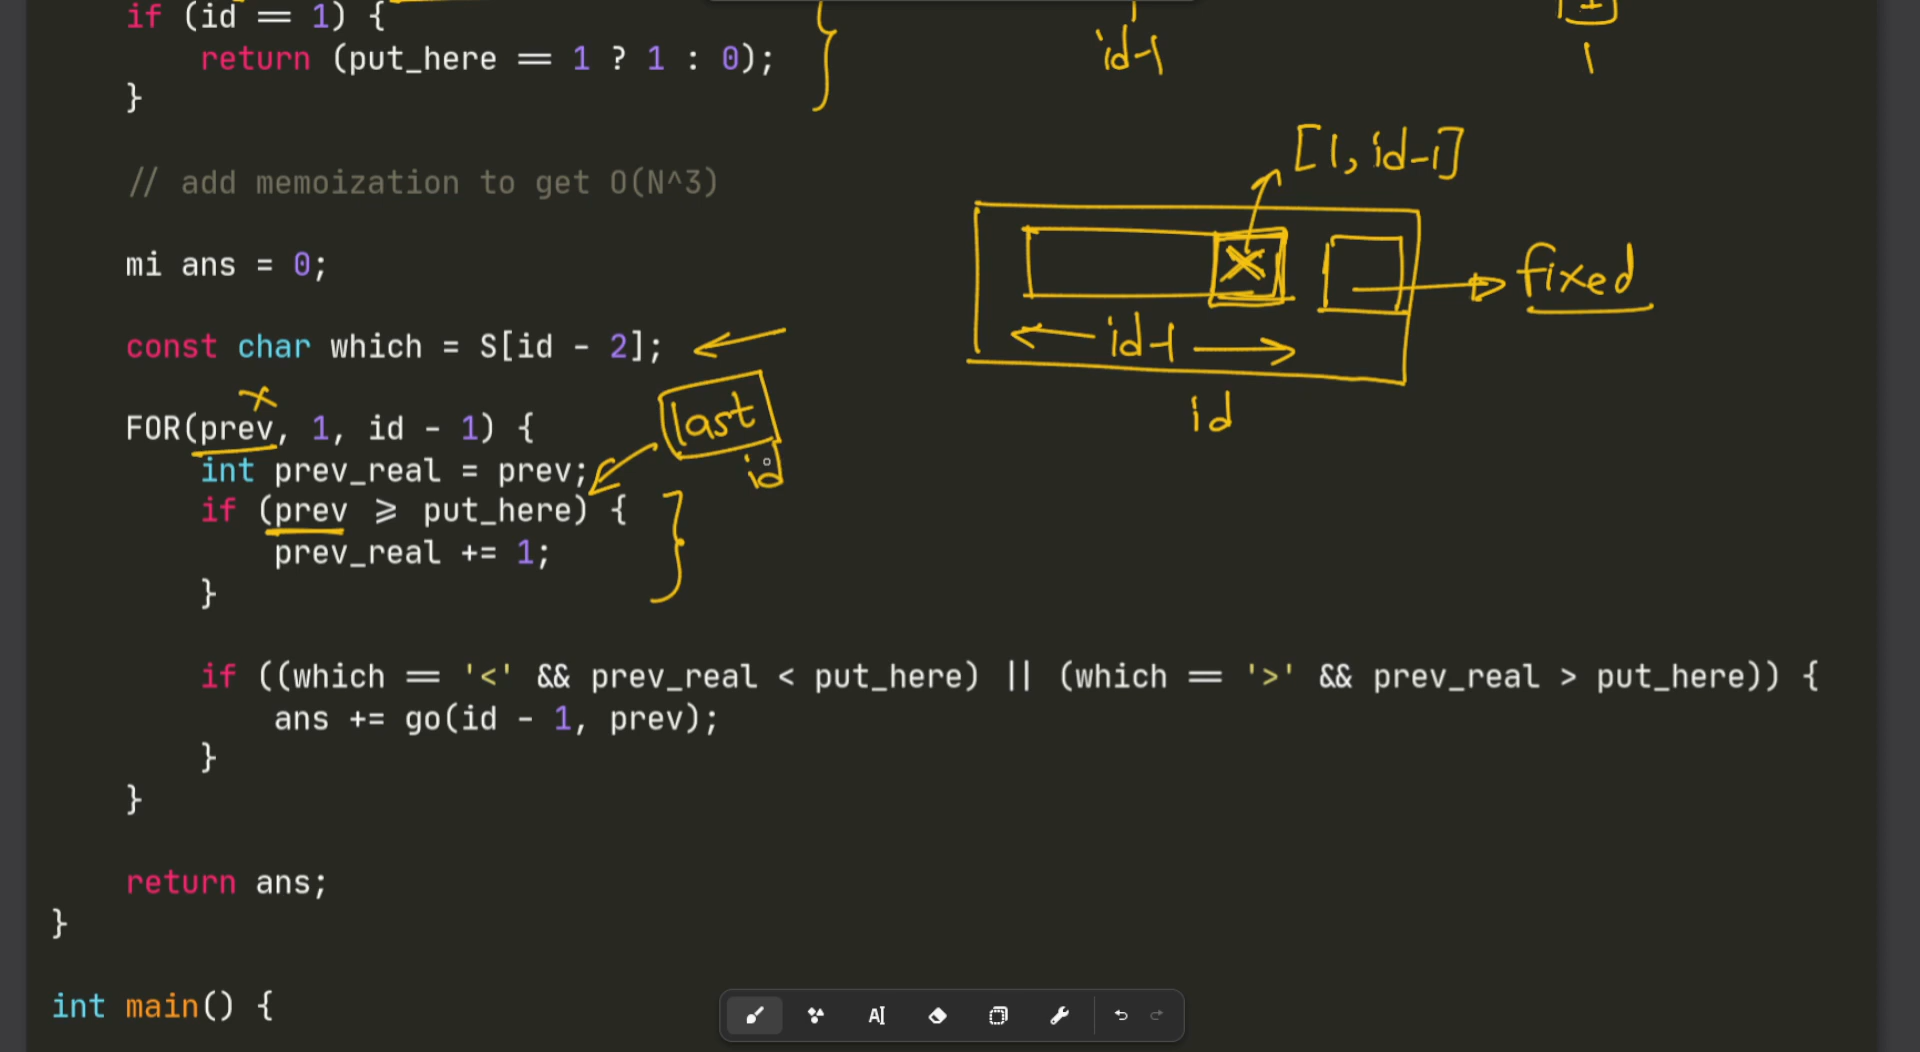 if (id == 1) {
return (put_here == 1 ? 1 : 0);
}
id-1
1
1
// add memoization to get O(N^3)
[1, id-1]
mi ans = 0;
fixed
const char which = S[id - 2];
id-1
id
x
last
FOR(prev, 1, id - 1) {
int prev_real = prev;
id
if (prev >= put_here) {
prev_real += 1;
}
if ((which == '<' && prev_real < put_here) || (which == '>' && prev_real > put_here)) {
ans += go(id - 1, prev);
}
}
return ans;
}
int main() {
A